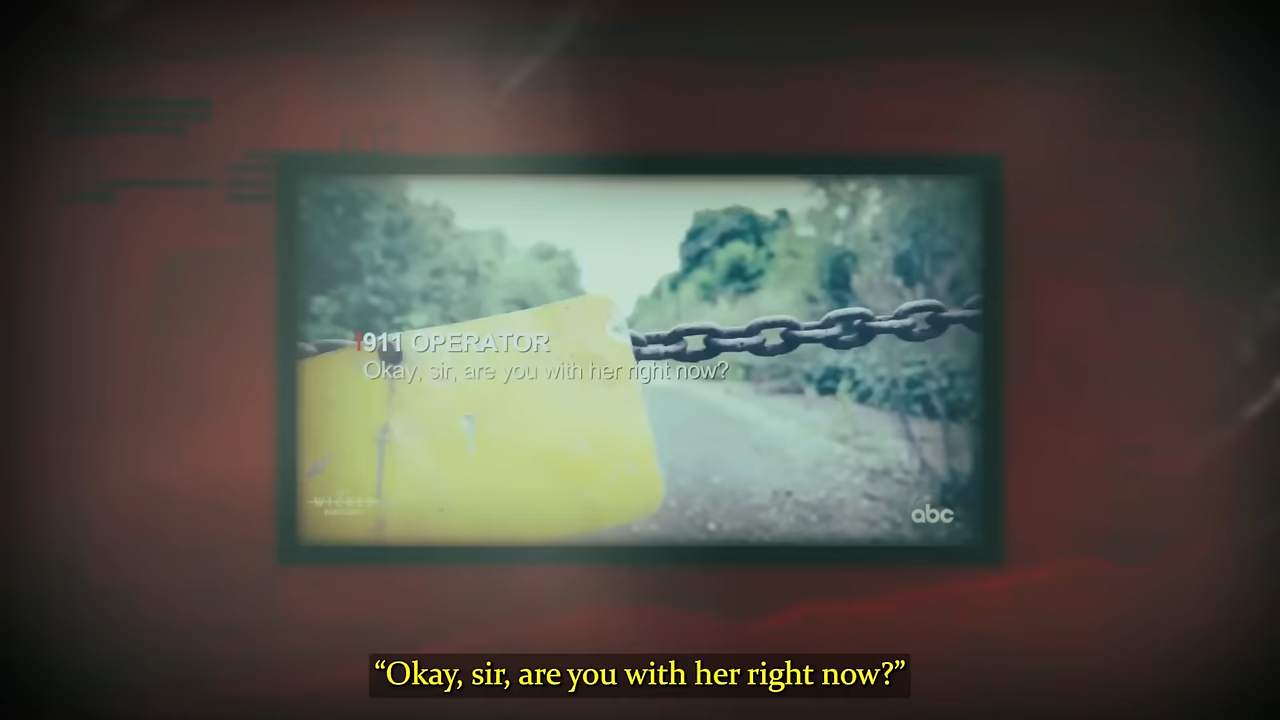 911 OPERATOR
Okay, sir, are you with her right now?
WICKED
abc
“Okay, sir, are you with her right now?”